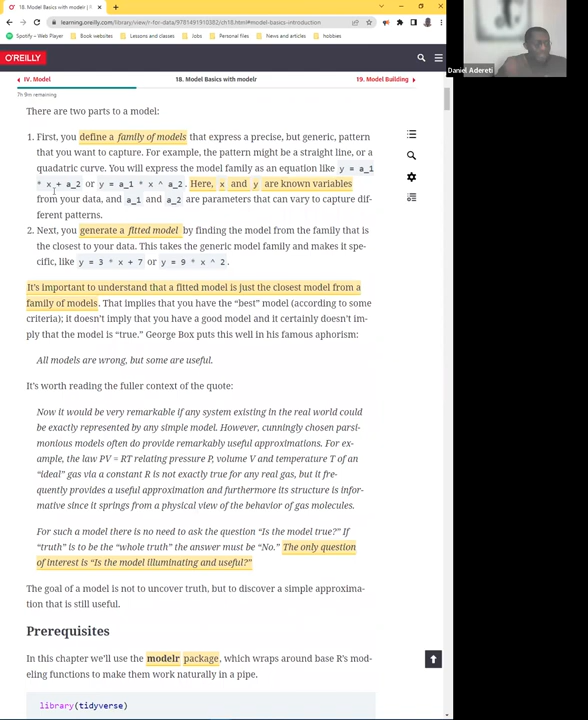 18. Model Basics with modelr | R
learning.oreilly.com/library/view/r-for-data/9781491910382/ch18.html#model-basics-introduction
Spotify – Web Player
Book websites
Lessons and classes
Jobs
Personal files
News and articles
hobbies
O'REILLY
Daniel Adereti
IV. Model
18. Model Basics with modelr
19. Model Building
7h 9m remaining
There are two parts to a model:
1. First, you define a family of models that express a precise, but generic, pattern
that you want to capture. For example, the pattern might be a straight line, or a
quadratic curve. You will express the model family as an equation like y = a_1
* x + a_2 or y = a_1 * x ^ a_2. Here, x and y are known variables
from your data, and a_1 and a_2 are parameters that can vary to capture dif-
ferent patterns.
2. Next, you generate a fitted model by finding the model from the family that is
the closest to your data. This takes the generic model family and makes it spe-
cific, like y = 3 * x + 7 or y = 9 * x ^ 2.
It's important to understand that a fitted model is just the closest model from a
family of models. That implies that you have the “best” model (according to some
criteria); it doesn't imply that you have a good model and it certainly doesn't im-
ply that the model is “true.” George Box puts this well in his famous aphorism:
All models are wrong, but some are useful.
It's worth reading the fuller context of the quote:
Now it would be very remarkable if any system existing in the real world could
be exactly represented by any simple model. However, cunningly chosen parsi-
monious models often do provide remarkably useful approximations. For ex-
ample, the law PV = RT relating pressure P, volume V and temperature T of an
“ideal” gas via a constant R is not exactly true for any real gas, but it fre-
quently provides a useful approximation and furthermore its structure is infor-
mative since it springs from a physical view of the behavior of gas molecules.
For such a model there is no need to ask the question “Is the model true?” If
“truth” is to be the “whole truth” the answer must be “No.” The only question
of interest is “Is the model illuminating and useful?”
The goal of a model is not to uncover truth, but to discover a simple approxima-
tion that is still useful.
Prerequisites
In this chapter we'll use the modelr package, which wraps around base R's mod-
eling functions to make them work naturally in a pipe.
library(tidyverse)